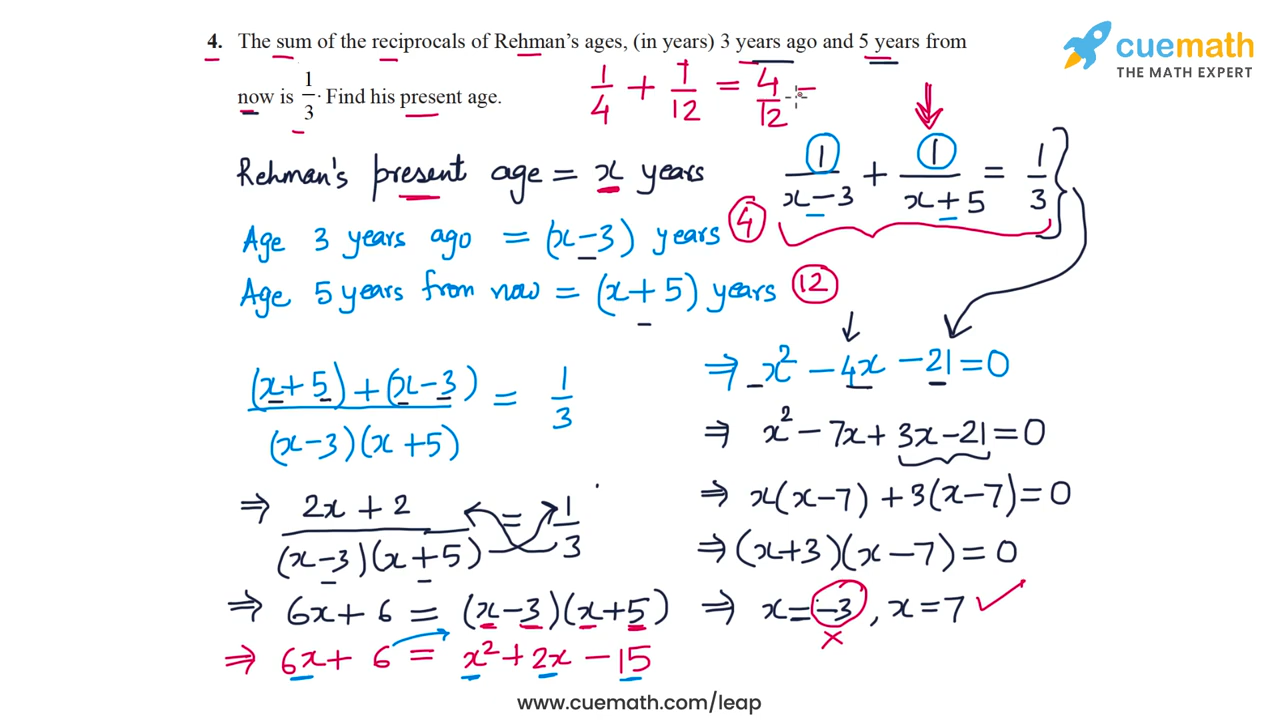 4. The sum of the reciprocals of Rehman's ages, (in years) 3 years ago and 5 years from
now is 1/3. Find his present age.
1/4 + 1/12 = 4/12 =
cuemath
THE MATH EXPERT
Rehman's present age = x years
1/(x-3) + 1/(x+5) = 1/3
Age 3 years ago = (x-3) years 4
Age 5 years from now = (x+5) years 12
((x+5)+(x-3))/((x-3)(x+5)) = 1/3
⇒ (2x+2)/((x-3)(x+5)) = 1/3
⇒ 6x+6 = (x-3)(x+5)
⇒ 6x+6 = x²+2x-15
⇒ x²-4x-21=0
⇒ x²-7x+3x-21=0
⇒ x(x-7)+3(x-7)=0
⇒ (x+3)(x-7)=0
⇒ x=-3, x=7 ✓
×
www.cuemath.com/leap